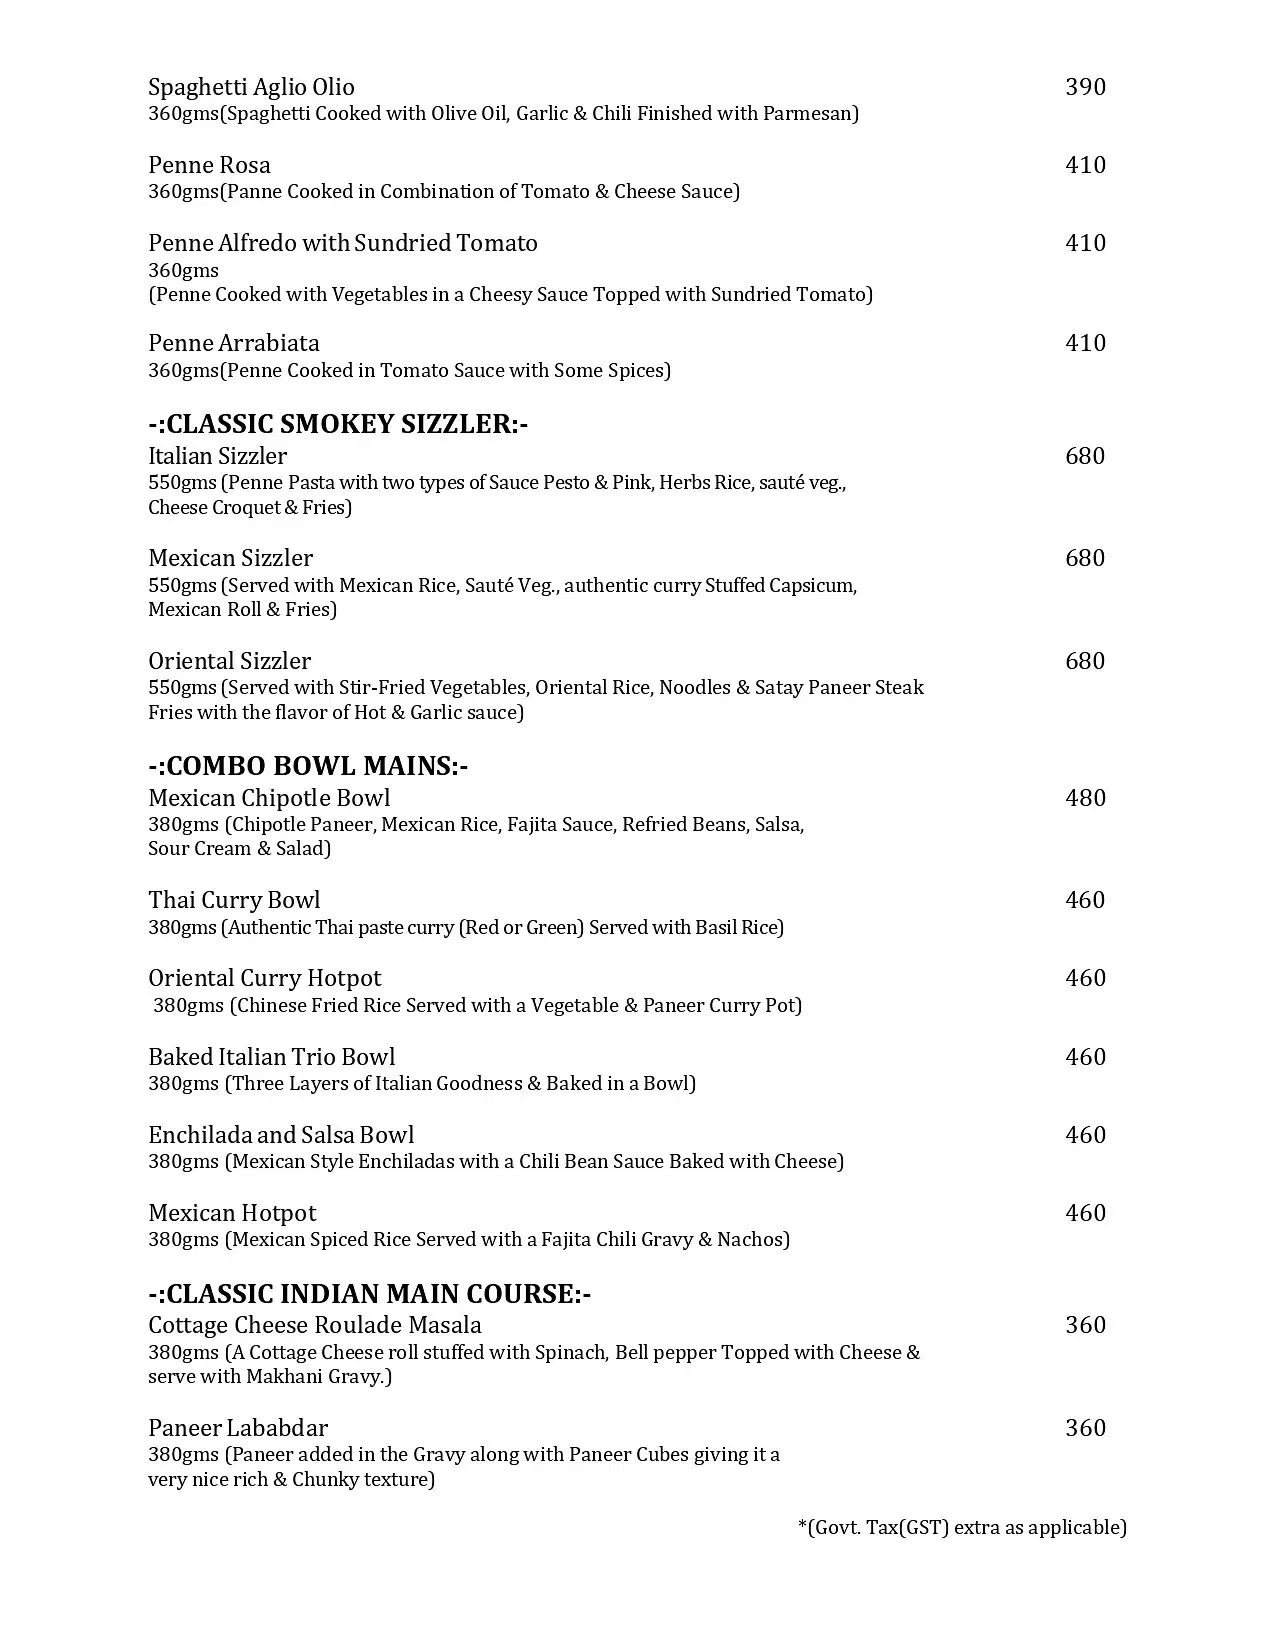 Spaghetti Aglio Olio 390
360gms(Spaghetti Cooked with Olive Oil, Garlic & Chili Finished with Parmesan)
Penne Rosa 410
360gms(Panne Cooked in Combination of Tomato & Cheese Sauce)
Penne Alfredo with Sundried Tomato 410
360gms
(Penne Cooked with Vegetables in a Cheesy Sauce Topped with Sundried Tomato)
Penne Arrabiata 410
360gms(Penne Cooked in Tomato Sauce with Some Spices)
-:CLASSIC SMOKEY SIZZLER:-
Italian Sizzler 680
550gms (Penne Pasta with two types of Sauce Pesto & Pink, Herbs Rice, sauté veg.,
Cheese Croquet & Fries)
Mexican Sizzler 680
550gms (Served with Mexican Rice, Sauté Veg., authentic curry Stuffed Capsicum,
Mexican Roll & Fries)
Oriental Sizzler 680
550gms (Served with Stir-Fried Vegetables, Oriental Rice, Noodles & Satay Paneer Steak
Fries with the flavor of Hot & Garlic sauce)
-:COMBO BOWL MAINS:-
Mexican Chipotle Bowl 480
380gms (Chipotle Paneer, Mexican Rice, Fajita Sauce, Refried Beans, Salsa,
Sour Cream & Salad)
Thai Curry Bowl 460
380gms (Authentic Thai paste curry (Red or Green) Served with Basil Rice)
Oriental Curry Hotpot 460
380gms (Chinese Fried Rice Served with a Vegetable & Paneer Curry Pot)
Baked Italian Trio Bowl 460
380gms (Three Layers of Italian Goodness & Baked in a Bowl)
Enchilada and Salsa Bowl 460
380gms (Mexican Style Enchiladas with a Chili Bean Sauce Baked with Cheese)
Mexican Hotpot 460
380gms (Mexican Spiced Rice Served with a Fajita Chili Gravy & Nachos)
-:CLASSIC INDIAN MAIN COURSE:-
Cottage Cheese Roulade Masala 360
380gms (A Cottage Cheese roll stuffed with Spinach, Bell pepper Topped with Cheese &
serve with Makhani Gravy.)
Paneer Lababdar 360
380gms (Paneer added in the Gravy along with Paneer Cubes giving it a
very nice rich & Chunky texture)
*(Govt. Tax(GST) extra as applicable)